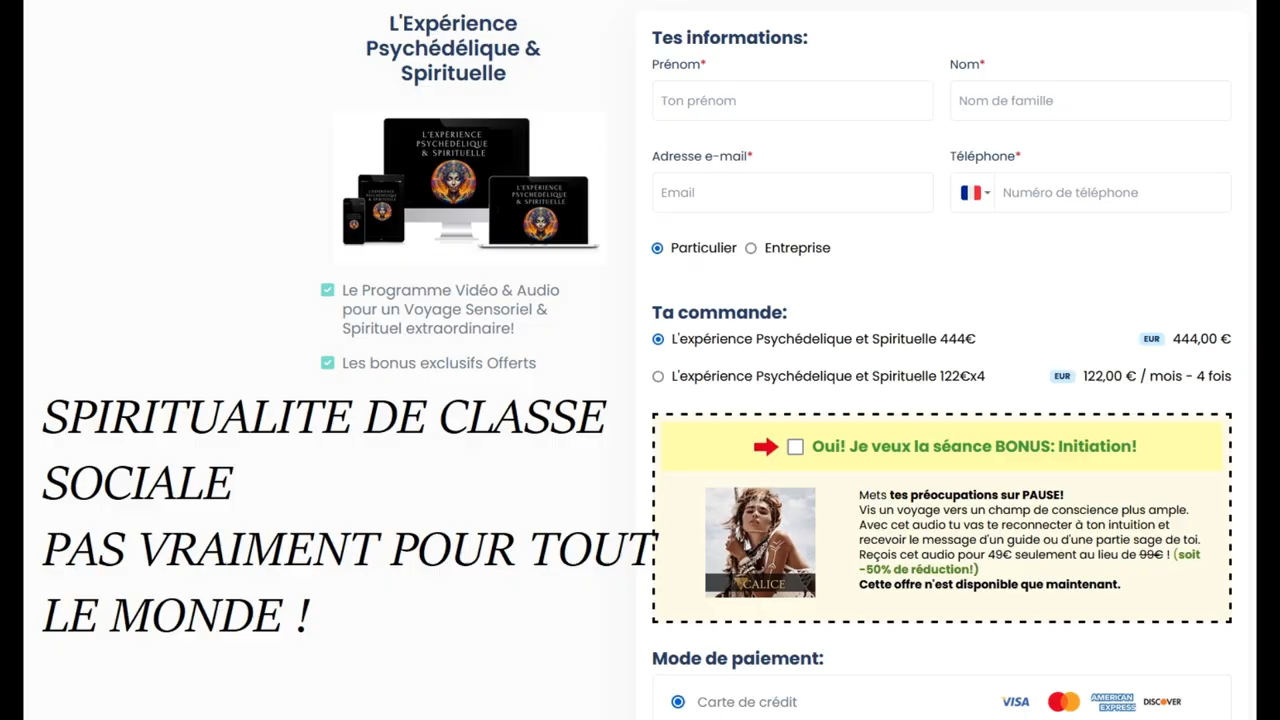 L'Expérience
Psychédélique &
Spirituelle
L'EXPÉRIENCE
PSYCHÉDÉLIQUE
& SPIRITUELLE
L'EXPÉRIENCE
PSYCHÉDÉLIQUE
& SPIRITUELLE
L'EXPÉRIENCE
PSYCHÉDÉLIQUE
& SPIRITUELLE
Le Programme Vidéo & Audio
pour un Voyage Sensoriel &
Spirituel extraordinaire!
Les bonus exclusifs Offerts
SPIRITUALITE DE CLASSE
SOCIALE
PAS VRAIMENT POUR TOUT
LE MONDE !
Tes informations:
Prénom* Nom*
Ton prénom Nom de famille
Adresse e-mail* Téléphone*
Email Numéro de téléphone
Particulier Entreprise
Ta commande:
L'expérience Psychédelique et Spirituelle 444€ EUR 444,00 €
L'expérience Psychédelique et Spirituelle 122€x4 EUR 122,00 € / mois - 4 fois
Oui! Je veux la séance BONUS: Initiation!
CALICE
Mets tes préocupations sur PAUSE!
Vis un voyage vers un champ de conscience plus ample.
Avec cet audio tu vas te reconnecter à ton intuition et
recevoir le message d'un guide ou d'une partie sage de toi.
Reçois cet audio pour 49€ seulement au lieu de 99€ ! (soit
-50% de réduction!)
Cette offre n'est disponible que maintenant.
Mode de paiement:
Carte de crédit VISA MasterCard AMERICAN EXPRESS DISCOVER